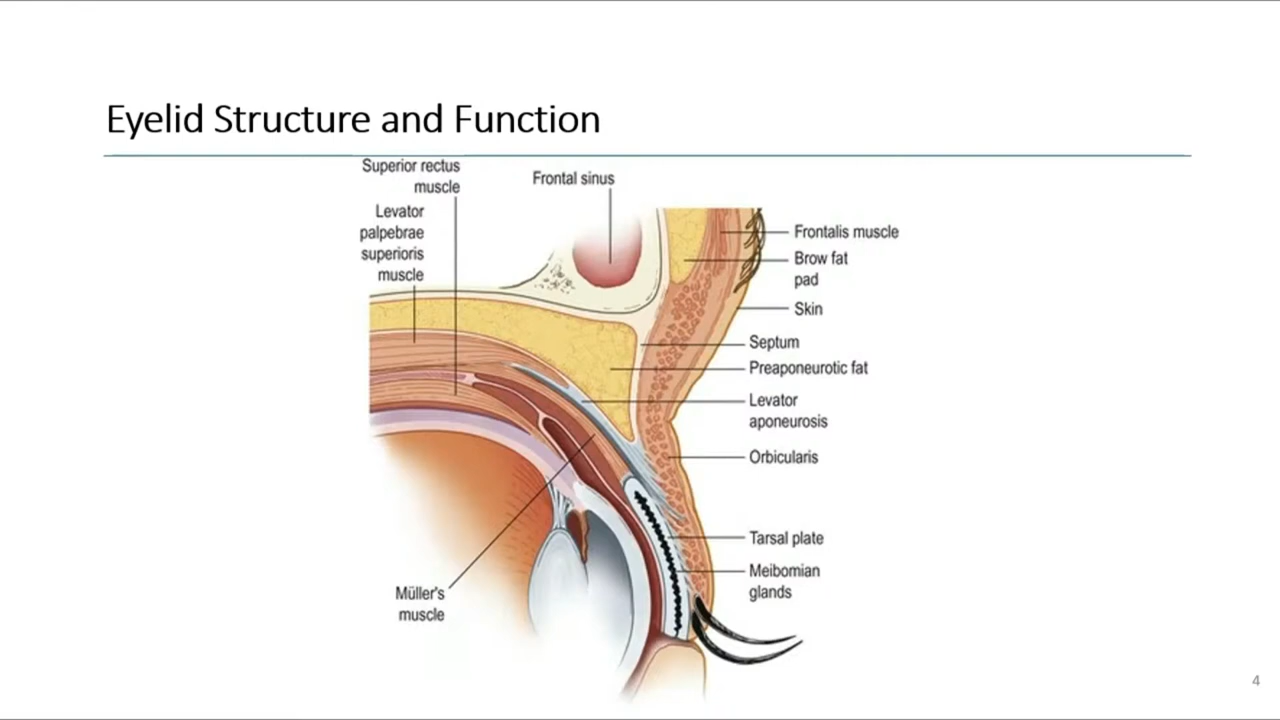 Eyelid Structure and Function
Superior rectus
muscle
Frontal sinus
Levator
palpebrae
superioris
muscle
Frontalis muscle
Brow fat
pad
Skin
Septum
Preaponeurotic fat
Levator
aponeurosis
Orbicularis
Tarsal plate
Meibomian
glands
Müller's
muscle
4